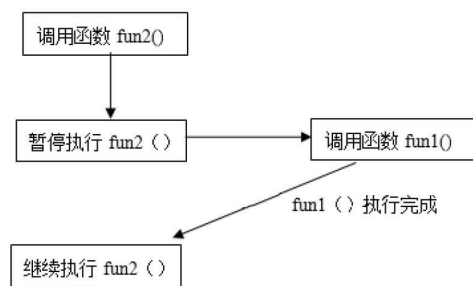 调用函数 fun2()
暂停执行 fun2（）
调用函数 fun1()
fun1（）执行完成
继续执行 fun2（）